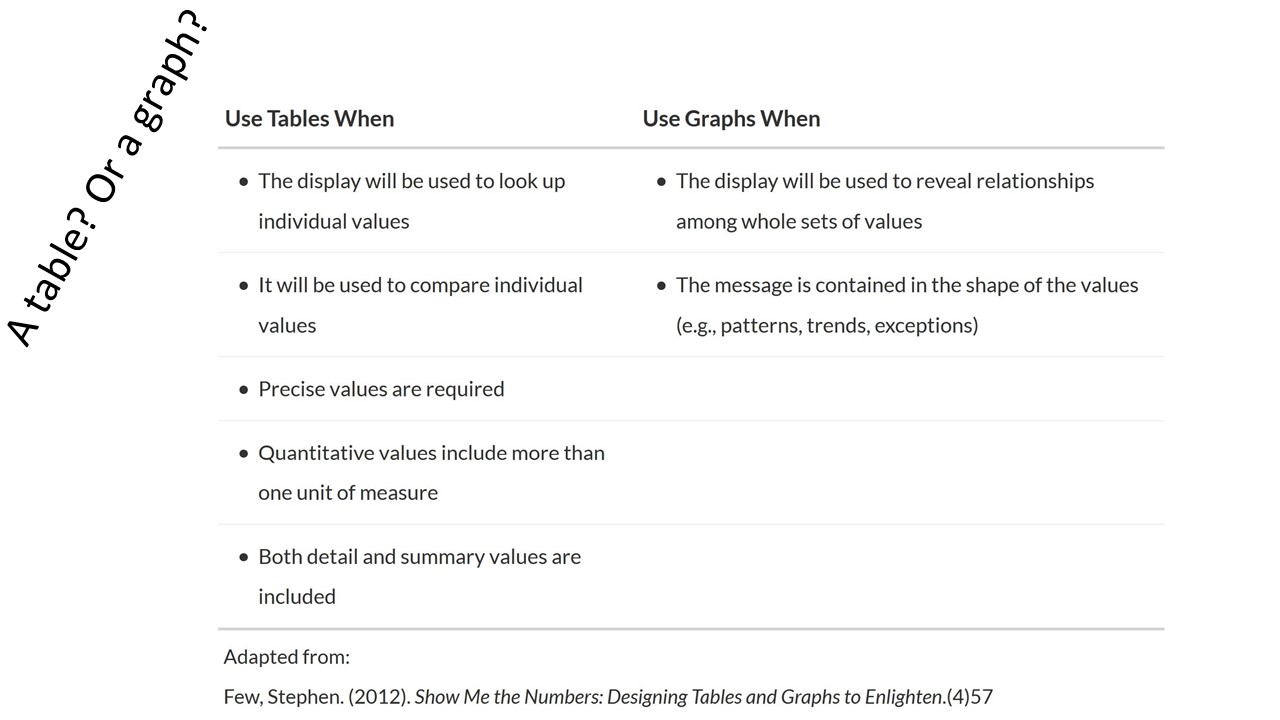 A table? Or a graph?
Use Tables When
Use Graphs When
• The display will be used to look up
individual values
• The display will be used to reveal relationships
among whole sets of values
• It will be used to compare individual
values
• The message is contained in the shape of the values
(e.g., patterns, trends, exceptions)
• Precise values are required
• Quantitative values include more than
one unit of measure
• Both detail and summary values are
included
Adapted from:
Few, Stephen. (2012). Show Me the Numbers: Designing Tables and Graphs to Enlighten.(4)57